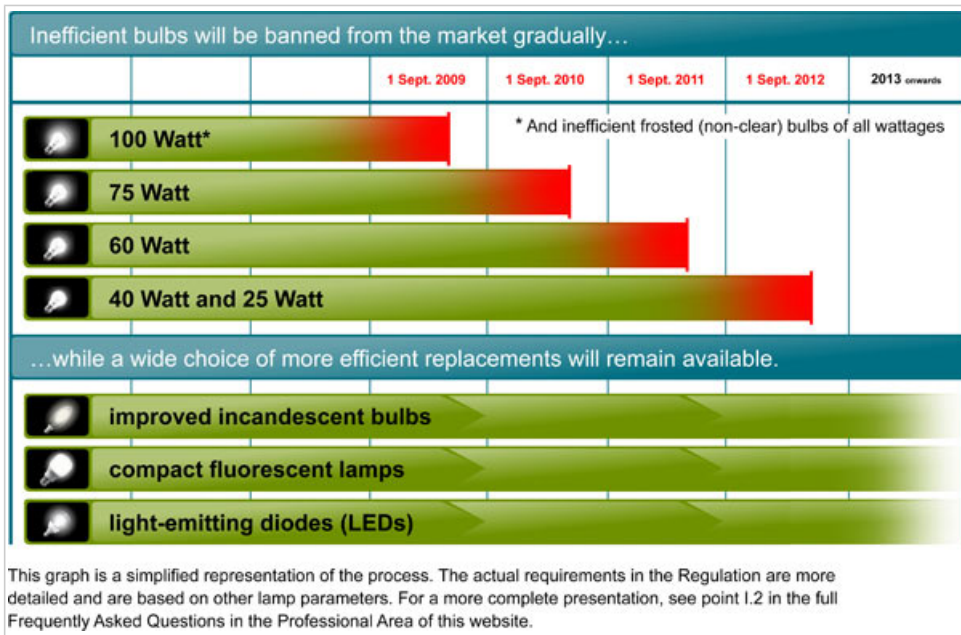 Inefficient bulbs will be banned from the market gradually…
1 Sept. 2009 1 Sept. 2010 1 Sept. 2011 1 Sept. 2012 2013 onwards
* And inefficient frosted (non-clear) bulbs of all wattages
100 Watt*
75 Watt
60 Watt
40 Watt and 25 Watt
…while a wide choice of more efficient replacements will remain available.
improved incandescent bulbs
compact fluorescent lamps
light-emitting diodes (LEDs)
This graph is a simplified representation of the process. The actual requirements in the Regulation are more
detailed and are based on other lamp parameters. For a more complete presentation, see point I.2 in the full
Frequently Asked Questions in the Professional Area of this website.